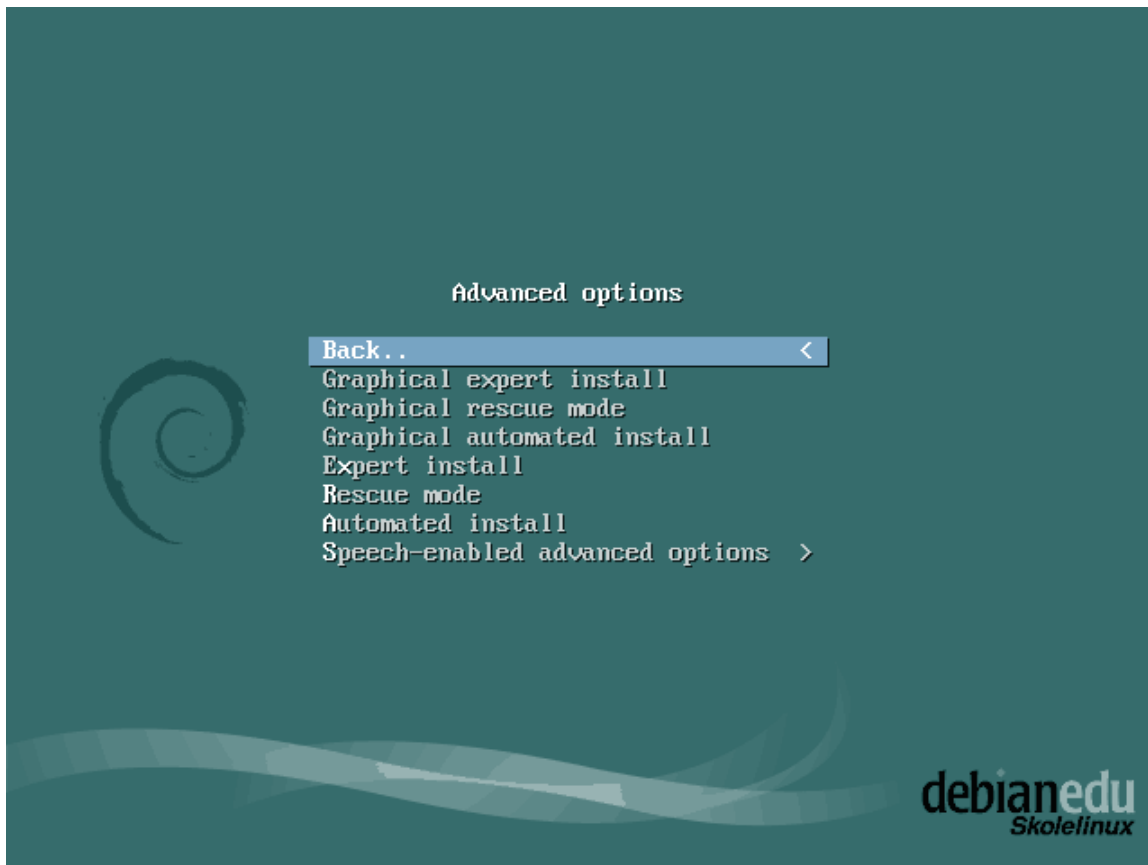 Advanced options
Back.. <
Graphical expert install
Graphical rescue mode
Graphical automated install
Expert install
Rescue mode
Automated install
Speech-enabled advanced options >
debianedu
Skolelinux